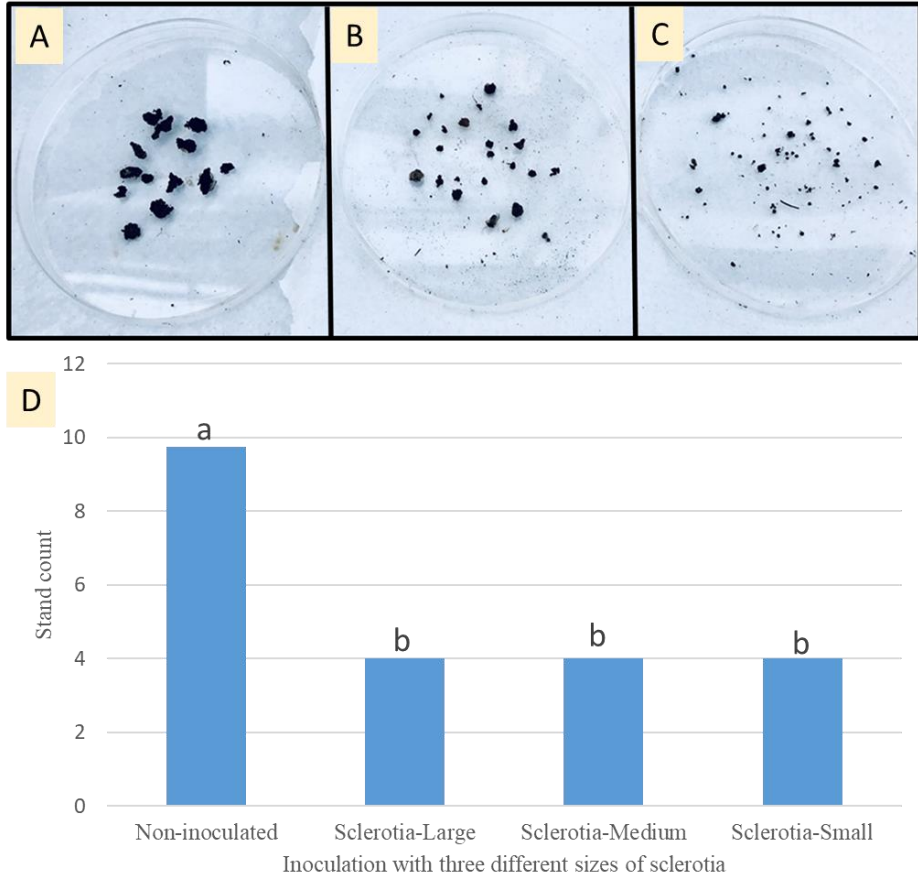 A
B
C
D
12
10
8
6
4
2
0
Stand count
a
b
b
b
Non-inoculated
Sclerotia-Large
Sclerotia-Medium
Sclerotia-Small
Inoculation with three different sizes of sclerotia